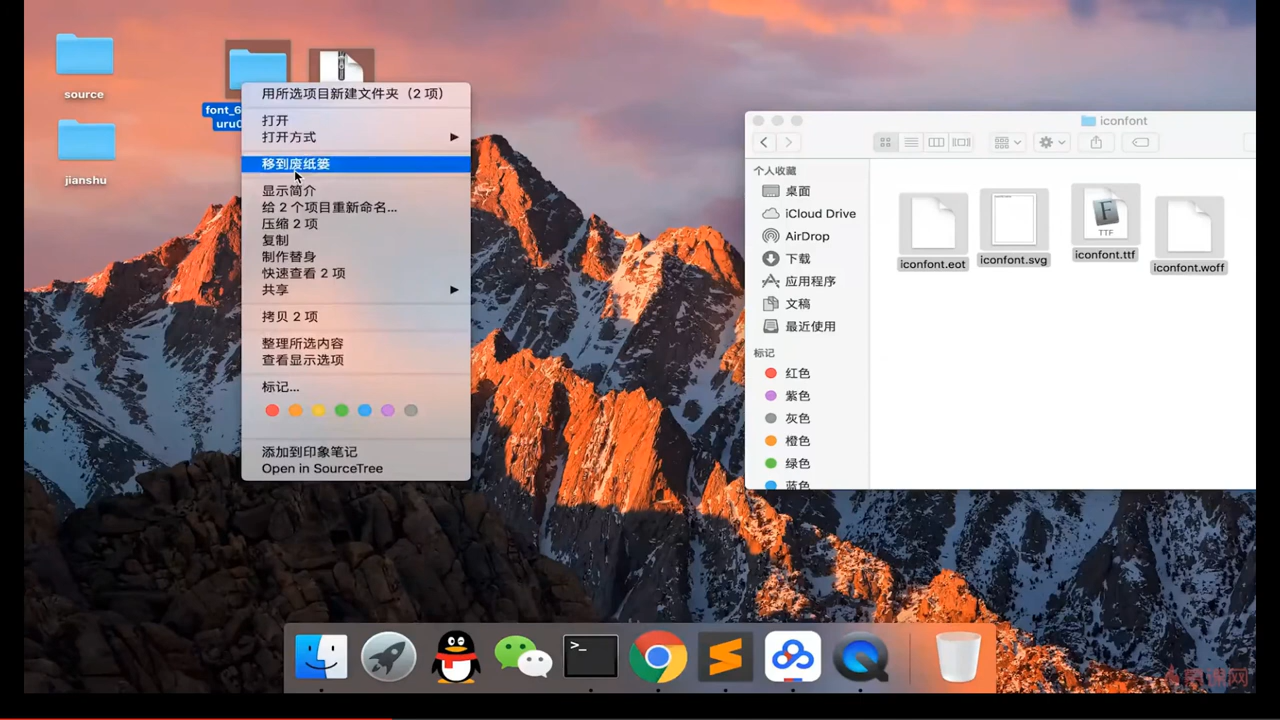 source
jianshu
font_6
uru0
用所选项目新建文件夹（2 项）
打开
打开方式
移到废纸篓
显示简介
给 2 个项目重新命名...
压缩 2 项
复制
制作替身
快速查看 2 项
共享
拷贝 2 项
整理所选内容
查看显示选项
标记...
添加到印象笔记
Open in SourceTree
iconfont
个人收藏
桌面
iCloud Drive
AirDrop
下载
应用程序
文稿
最近使用
标记
红色
紫色
灰色
橙色
绿色
蓝色
iconfont.eot
iconfont.svg
TTF
iconfont.ttf
iconfont.woff